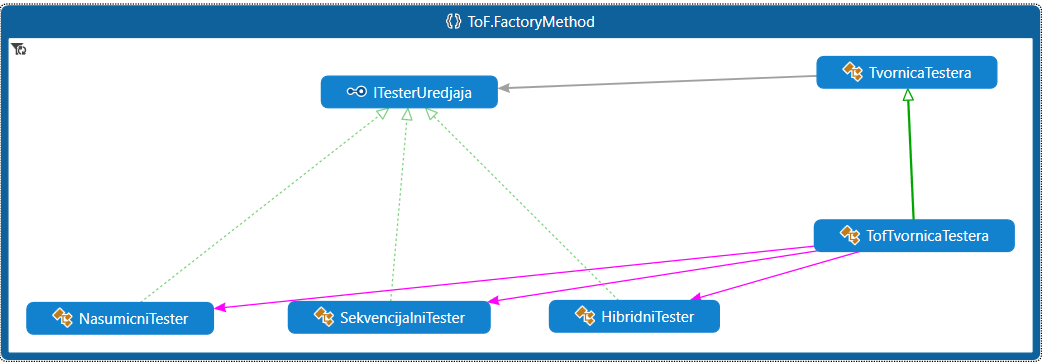 ToF.FactoryMethod
TvornicaTestera
ITesterUredjaja
TofTvornicaTestera
NasumicniTester
SekvencijalniTester
HibridniTester